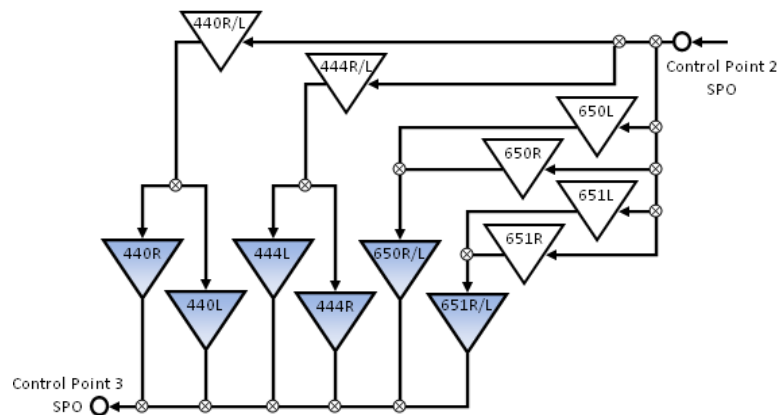 440R/L
444R/L
Control Point 2
SPO
650L
650R
651L
651R
440R
444L
650R/L
440L
444R
651R/L
Control Point 3
SPO